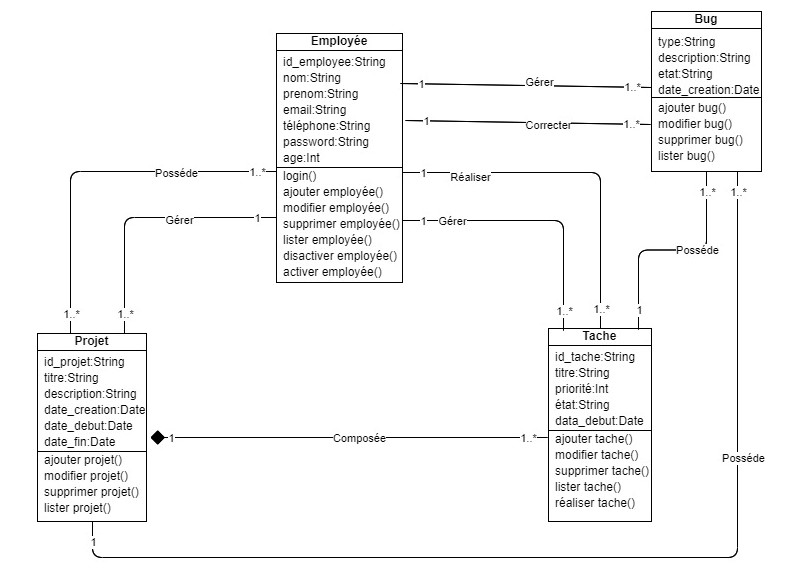 Employée
id_employee:String
nom:String
prenom:String
email:String
téléphone:String
password:String
age:Int
login()
ajouter employée()
modifier employée()
supprimer employée()
lister employée()
disactiver employée()
activer employée()
Bug
type:String
description:String
etat:String
date_creation:Date
ajouter bug()
modifier bug()
supprimer bug()
lister bug()
1 Gérer 1..*
1 Correcter 1..*
Posséde 1..*
1..*
Gérer 1
1..*
1 Réaliser
1..*
1 Gérer
1..*
1..*
Posséde
1
1..*
Posséde
1
Projet
id_projet:String
titre:String
description:String
date_creation:Date
date_debut:Date
date_fin:Date
ajouter projet()
modifier projet()
supprimer projet()
lister projet()
1 Composée 1..*
Tache
id_tache:String
titre:String
priorité:Int
état:String
data_debut:Date
ajouter tache()
modifier tache()
supprimer tache()
lister tache()
réaliser tache()